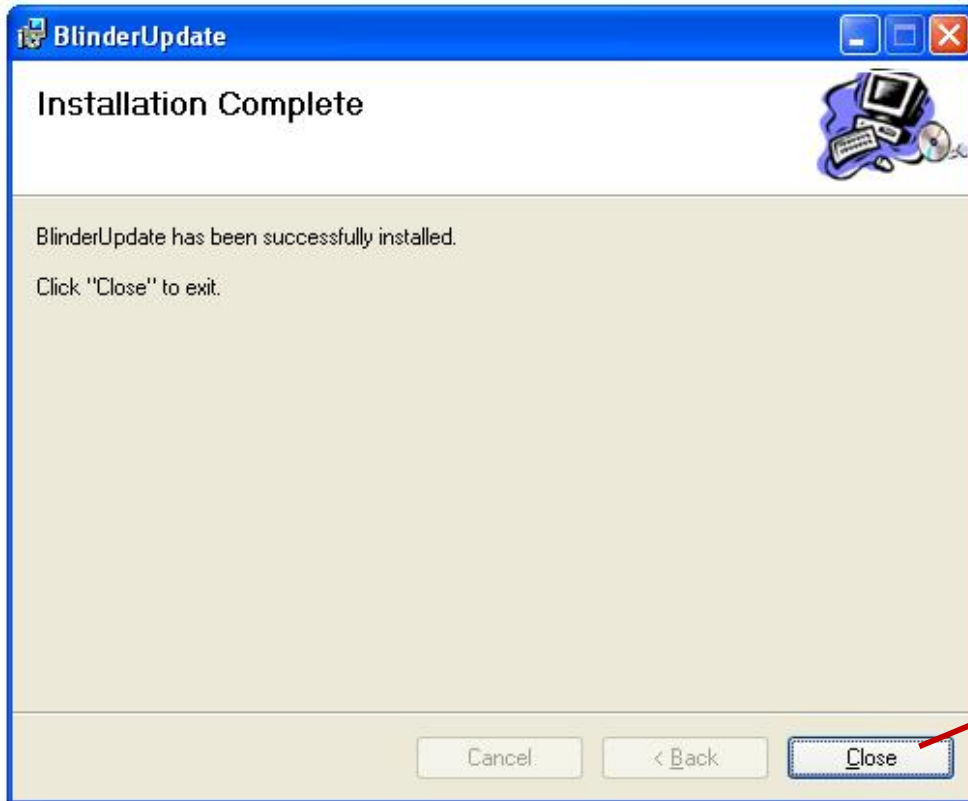 BlinderUpdate
Installation Complete
BlinderUpdate has been successfully installed.
Click "Close" to exit.
Cancel
< Back
Close